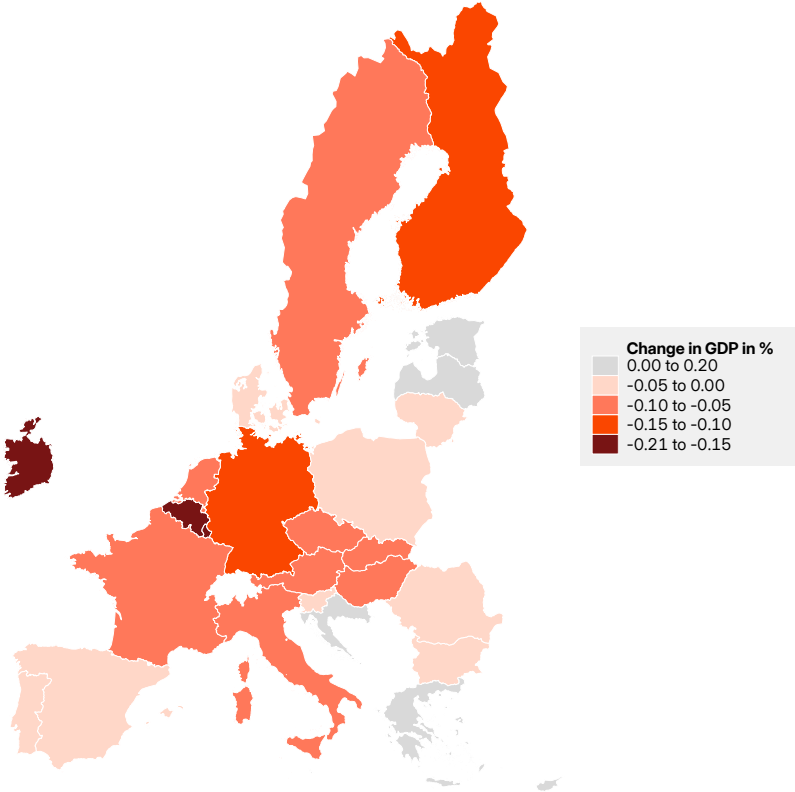 Change in GDP in %
0.00 to 0.20
-0.05 to 0.00
-0.10 to -0.05
-0.15 to -0.10
-0.21 to -0.15